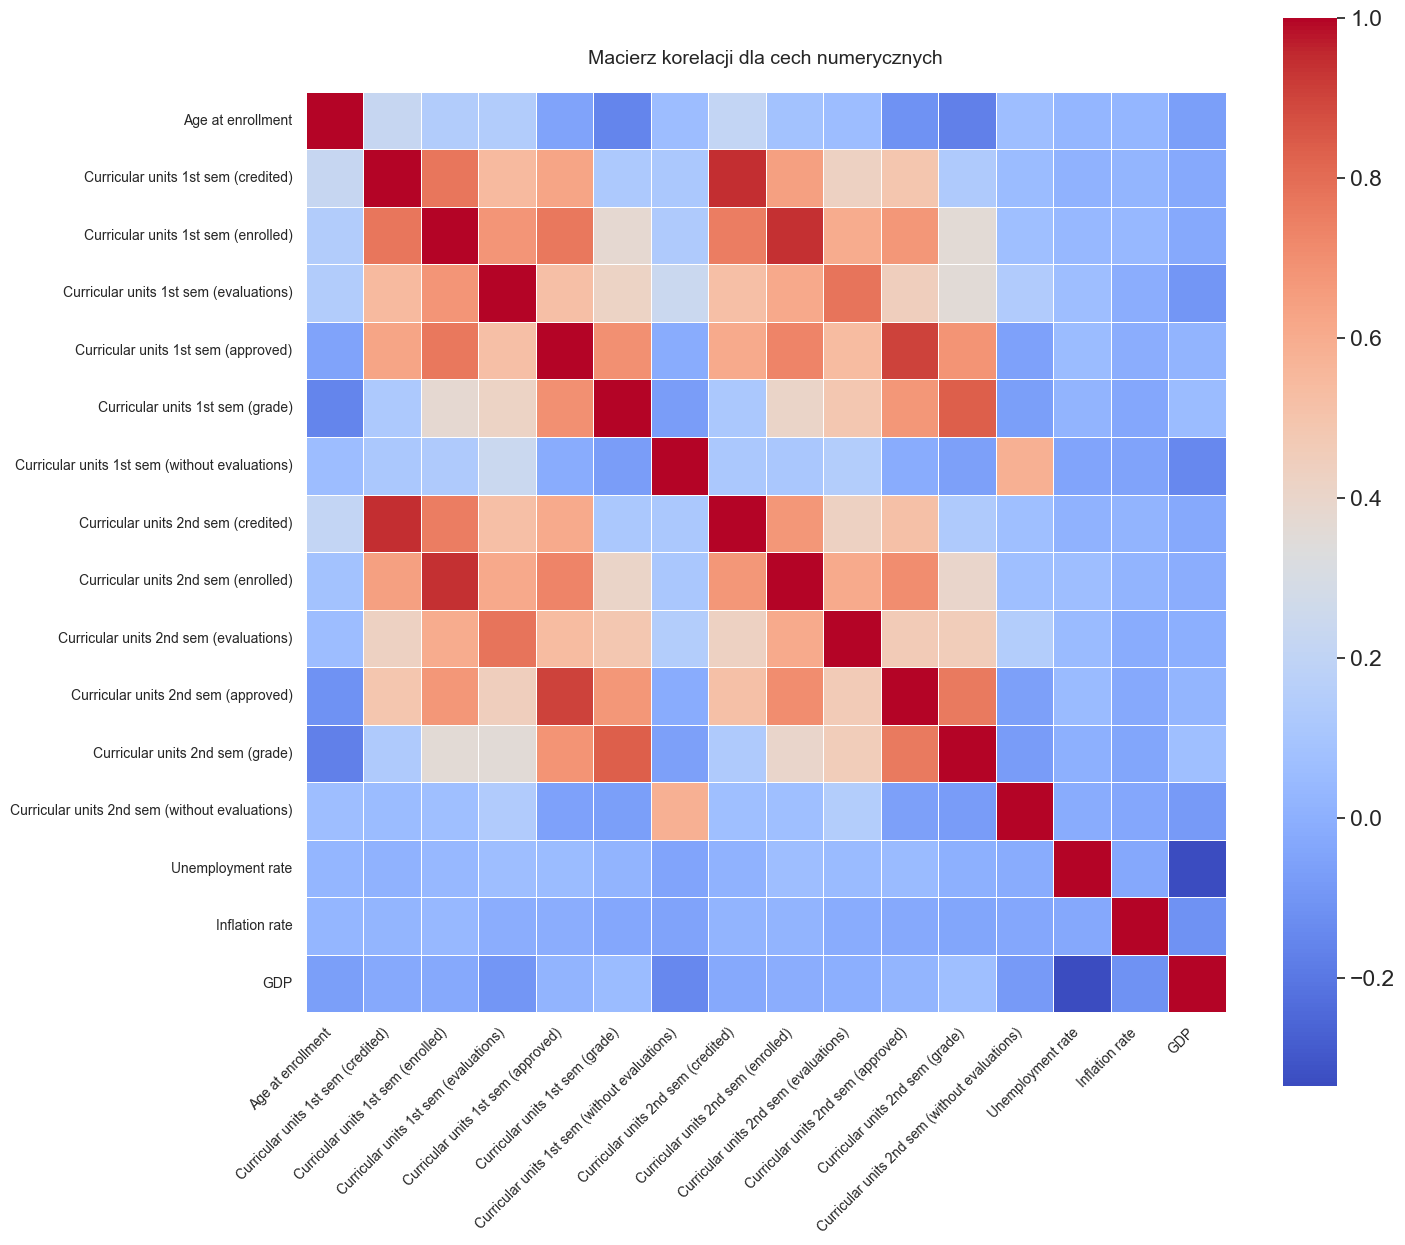 Macierz korelacji dla cech numerycznych
Age at enrollment
Curricular units 1st sem (credited)
Curricular units 1st sem (enrolled)
Curricular units 1st sem (evaluations)
Curricular units 1st sem (approved)
Curricular units 1st sem (grade)
Curricular units 1st sem (without evaluations)
Curricular units 2nd sem (credited)
Curricular units 2nd sem (enrolled)
Curricular units 2nd sem (evaluations)
Curricular units 2nd sem (approved)
Curricular units 2nd sem (grade)
Curricular units 2nd sem (without evaluations)
Unemployment rate
Inflation rate
GDP
Age at enrollment
Curricular units 1st sem (credited)
Curricular units 1st sem (enrolled)
Curricular units 1st sem (evaluations)
Curricular units 1st sem (approved)
Curricular units 1st sem (grade)
Curricular units 1st sem (without evaluations)
Curricular units 2nd sem (credited)
Curricular units 2nd sem (enrolled)
Curricular units 2nd sem (evaluations)
Curricular units 2nd sem (approved)
Curricular units 2nd sem (grade)
Curricular units 2nd sem (without evaluations)
Unemployment rate
Inflation rate
GDP
1.0
0.8
0.6
0.4
0.2
0.0
−0.2